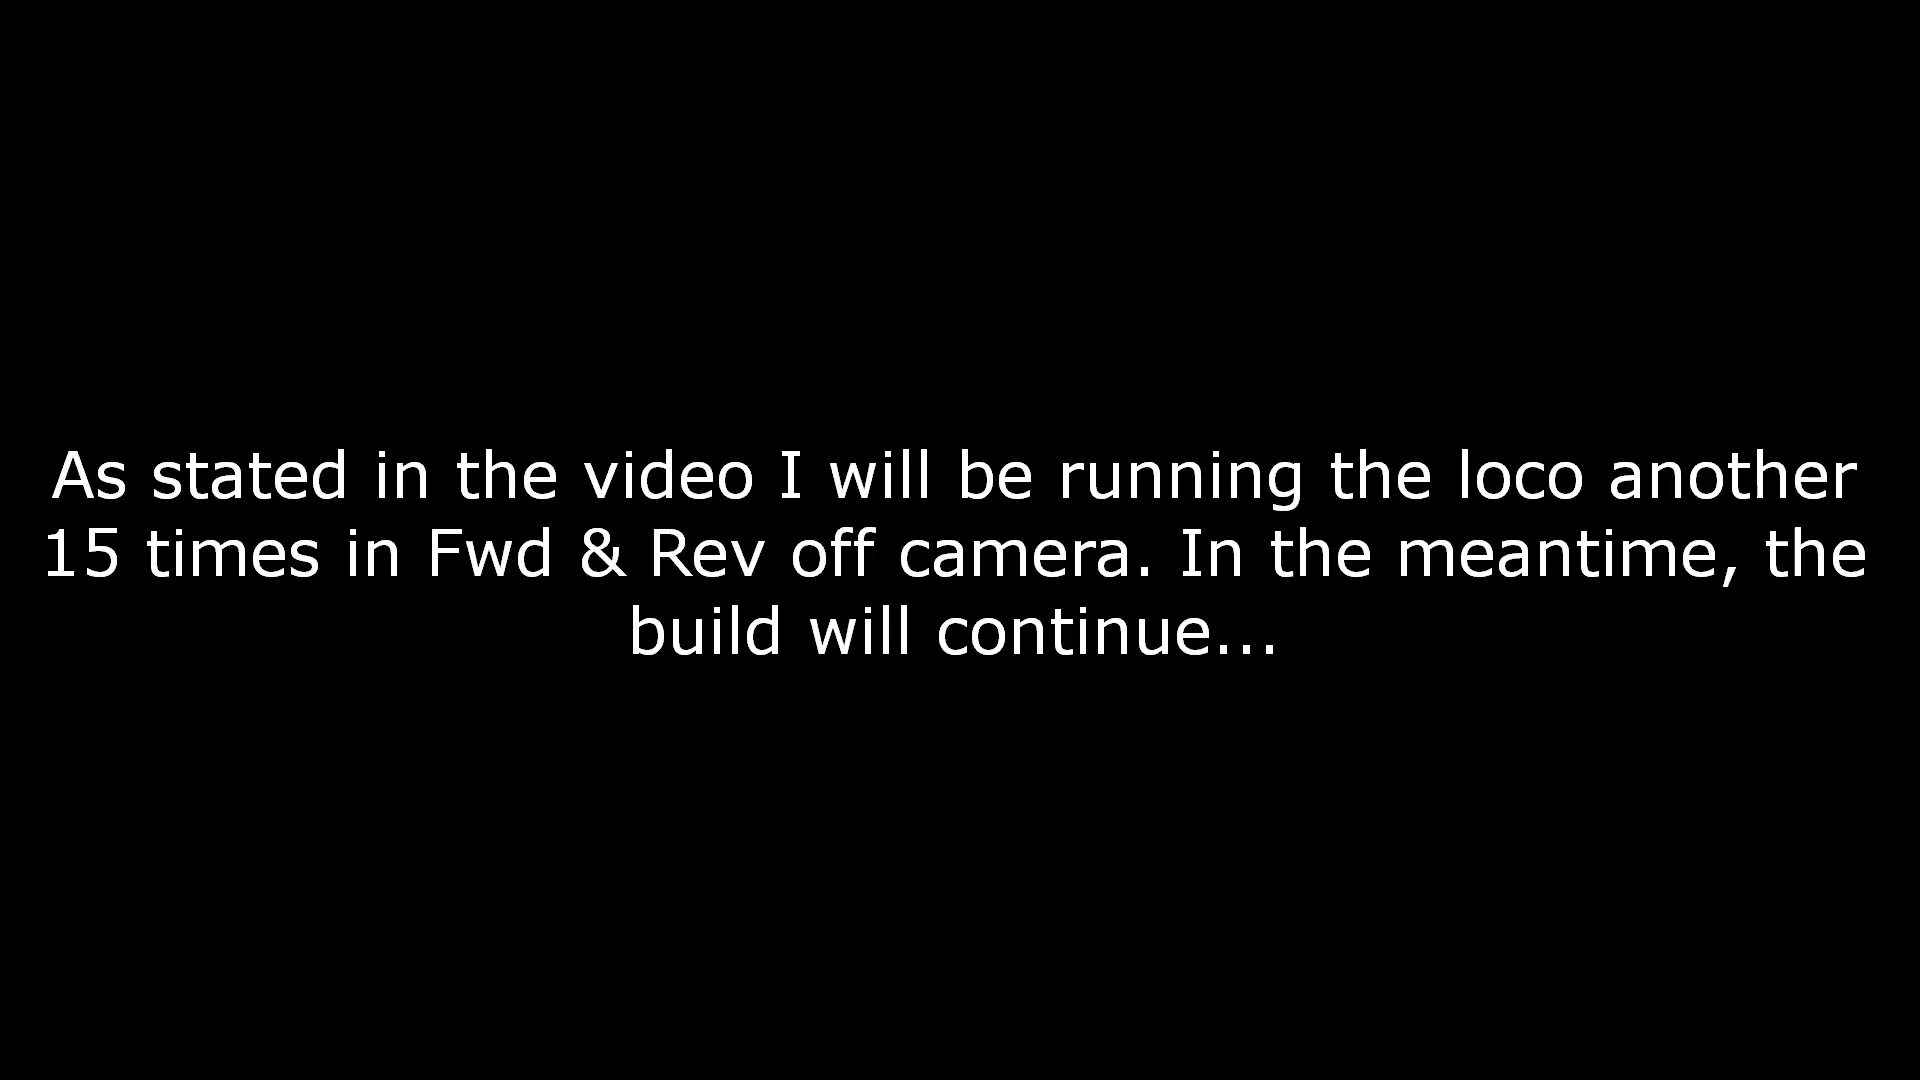 As stated in the video I will be running the loco another
15 times in Fwd & Rev off camera. In the meantime, the
build will continue...